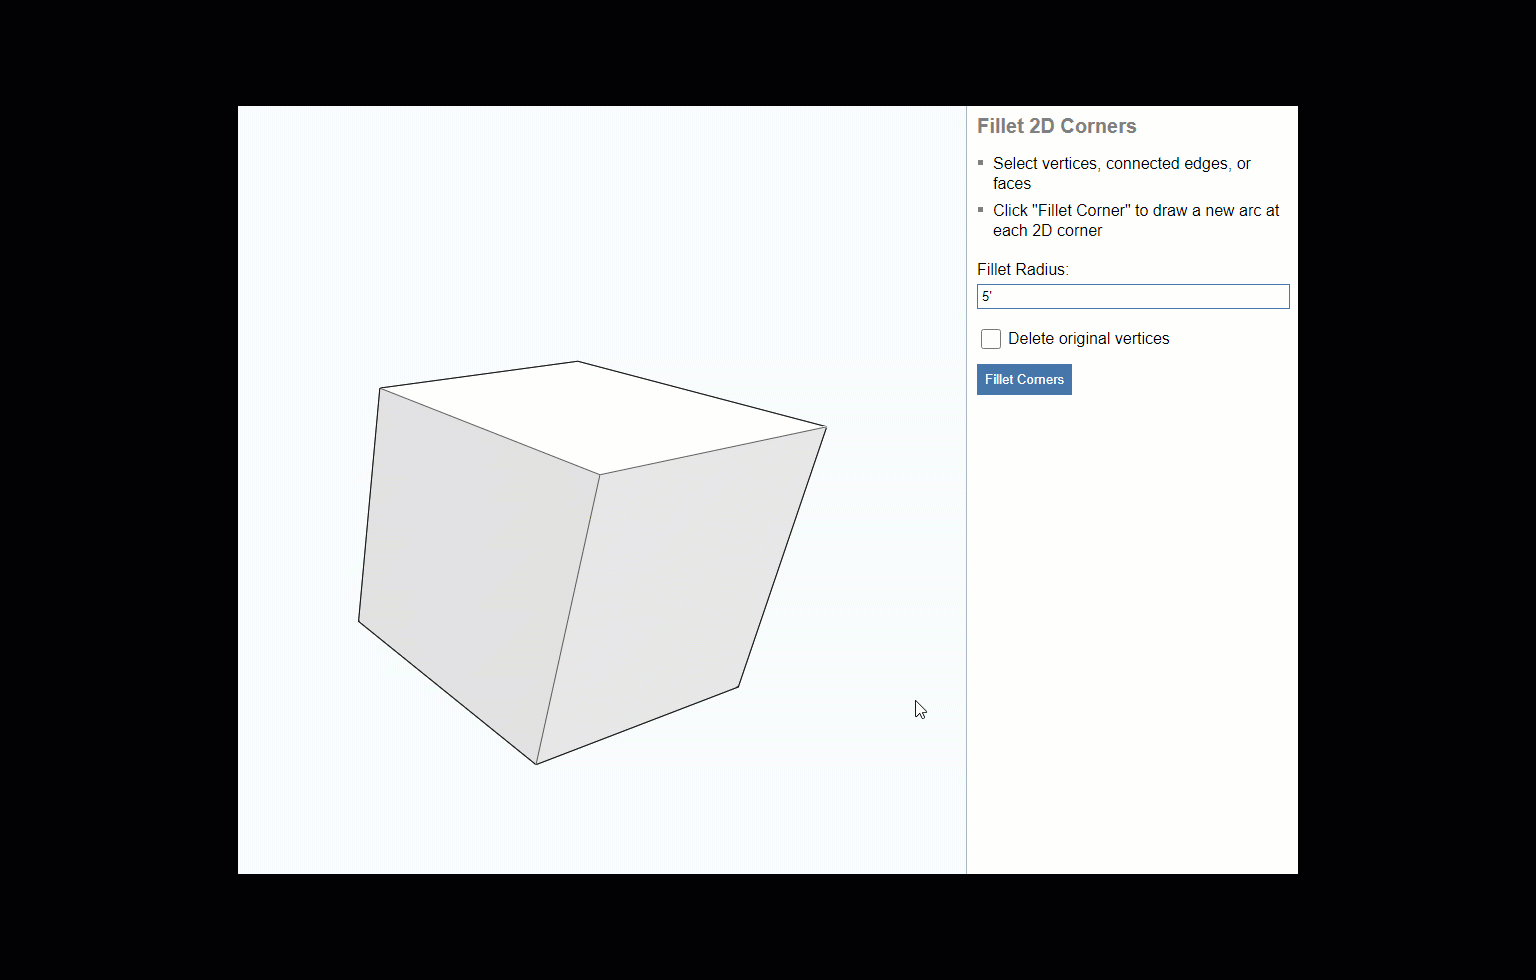 Fillet 2D Corners
Select vertices, connected edges, or
faces
Click "Fillet Corner" to draw a new arc at
each 2D corner
Fillet Radius:
5'
Delete original vertices
Fillet Corners